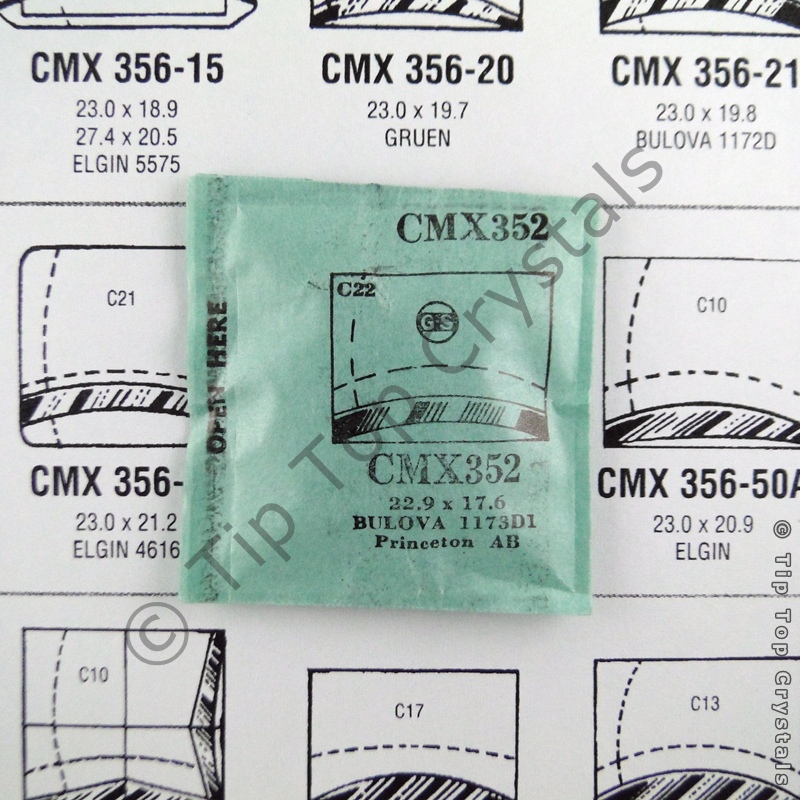 CMX 356-15
23.0 x 18.9
27.4 x 20.5
ELGIN 5575
CMX 356-20
23.0 x 19.7
GRUEN
CMX 356-21
23.0 x 19.8
BULOVA 1172D
C21
CMX 356-
23.0 x 21.2
ELGIN 4616
OPEN HERE
CMX352
C22
GS
CMX352
22.9 x 17.6
BULOVA 1173D1
Princeton AB
C10
CMX 356-50A
23.0 x 20.9
ELGIN
C10
C17
C13
© Tip Top Crystals
© Tip Top Crystals